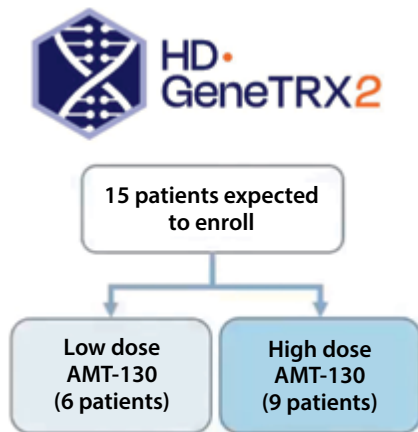 HD•
GeneTRX2
15 patients expected
to enroll
Low dose
AMT-130
(6 patients)
High dose
AMT-130
(9 patients)